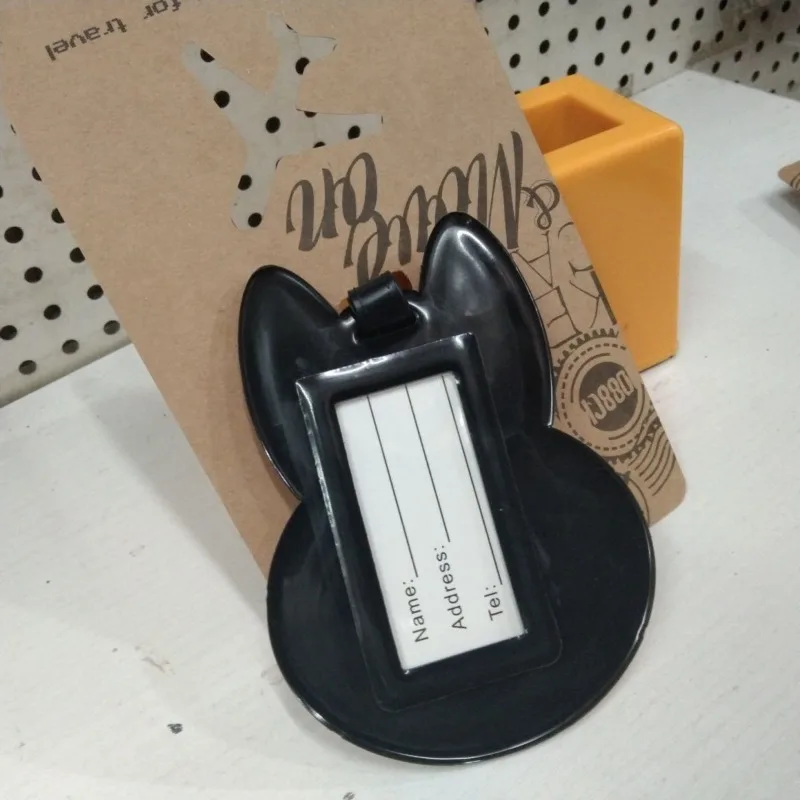 for travel
Move
on
&
Name:
Address:
Tel: